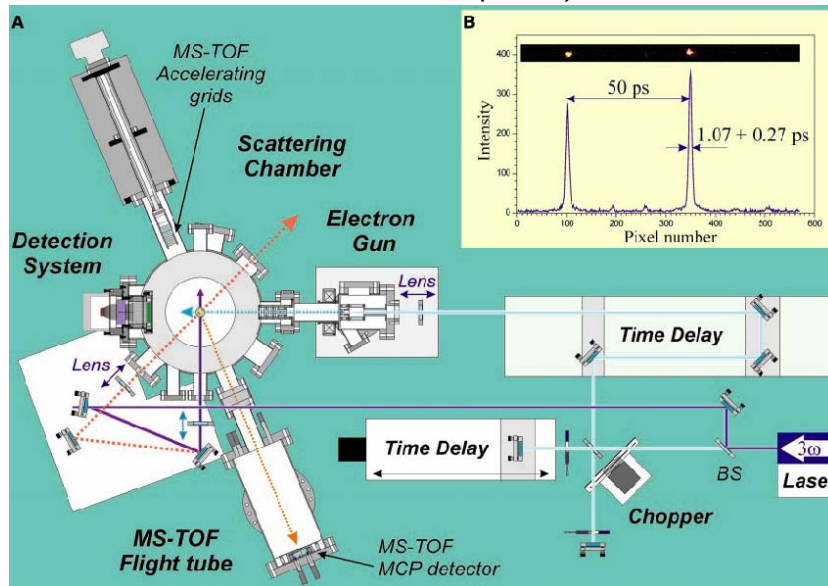 A
MS-TOF
Accelerating
grids
Scattering
Chamber
Detection
System
Electron
Gun
Lens
Time Delay
Lens
Time Delay
BS
3ω
Laser
Chopper
MS-TOF
Flight tube
MS-TOF
MCP detector
B
Intensity
400
300
200
100
0
50 ps
1.07 + 0.27 ps
0 100 200 300 400 500 600
Pixel number